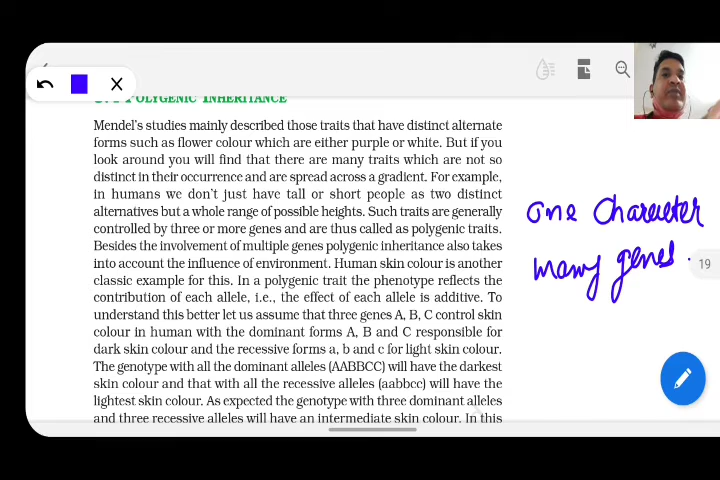 POLYGENIC INHERITANCE
Mendel's studies mainly described those traits that have distinct alternate
forms such as flower colour which are either purple or white. But if you
look around you will find that there are many traits which are not so
distinct in their occurrence and are spread across a gradient. For example,
in humans we don't just have tall or short people as two distinct
alternatives but a whole range of possible heights. Such traits are generally
controlled by three or more genes and are thus called as polygenic traits.
Besides the involvement of multiple genes polygenic inheritance also takes
into account the influence of environment. Human skin colour is another
classic example for this. In a polygenic trait the phenotype reflects the
contribution of each allele, i.e., the effect of each allele is additive. To
understand this better let us assume that three genes A, B, C control skin
colour in human with the dominant forms A, B and C responsible for
dark skin colour and the recessive forms a, b and c for light skin colour.
The genotype with all the dominant alleles (AABBCC) will have the darkest
skin colour and that with all the recessive alleles (aabbcc) will have the
lightest skin colour. As expected the genotype with three dominant alleles
and three recessive alleles will have an intermediate skin colour. In this
one character
many genes.
19